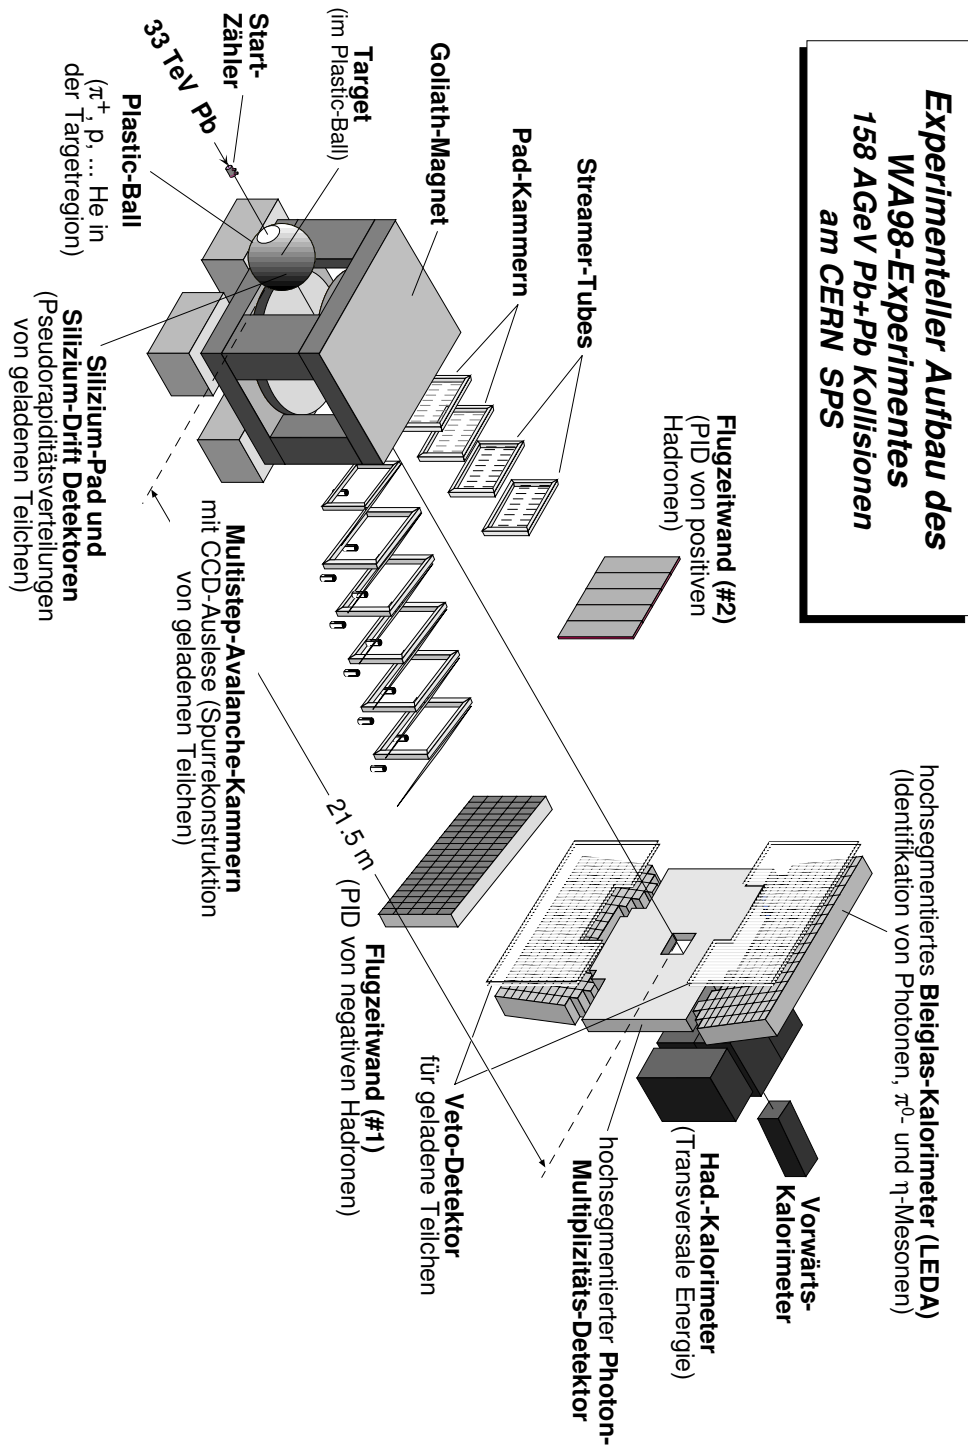 Experimenteller Aufbau des
WA98-Experimentes
158 AGeV Pb+Pb Kollisionen
am CERN SPS
hochsegmentiertes Bleiglas-Kalorimeter (LEDA)
(Identifikation von Photonen, π⁰- und η-Mesonen)
Vorwärts-
Kalorimeter
Had.-Kalorimeter
(Transversale Energie)
hochsegmentierter Photon-
Multiplizitäts-Detektor
Veto-Detektor
für geladene Teilchen
Flugzeitwand (#1)
(PID von negativen Hadronen)
21.5 m
Flugzeitwand (#2)
(PID von positiven
Hadronen)
Streamer-Tubes
Pad-Kammern
Goliath-Magnet
Target
(im Plastic-Ball)
Start-
Zähler
33 TeV Pb
Plastic-Ball
(π⁺, p, ... He in
der Targetregion)
Silizium-Pad und
Silizium-Drift Detektoren
(Pseudorapiditätsverteilungen
von geladenen Teilchen)
Multistep-Avalanche-Kammern
mit CCD-Auslese (Spurrekonstruktion
von geladenen Teilchen)